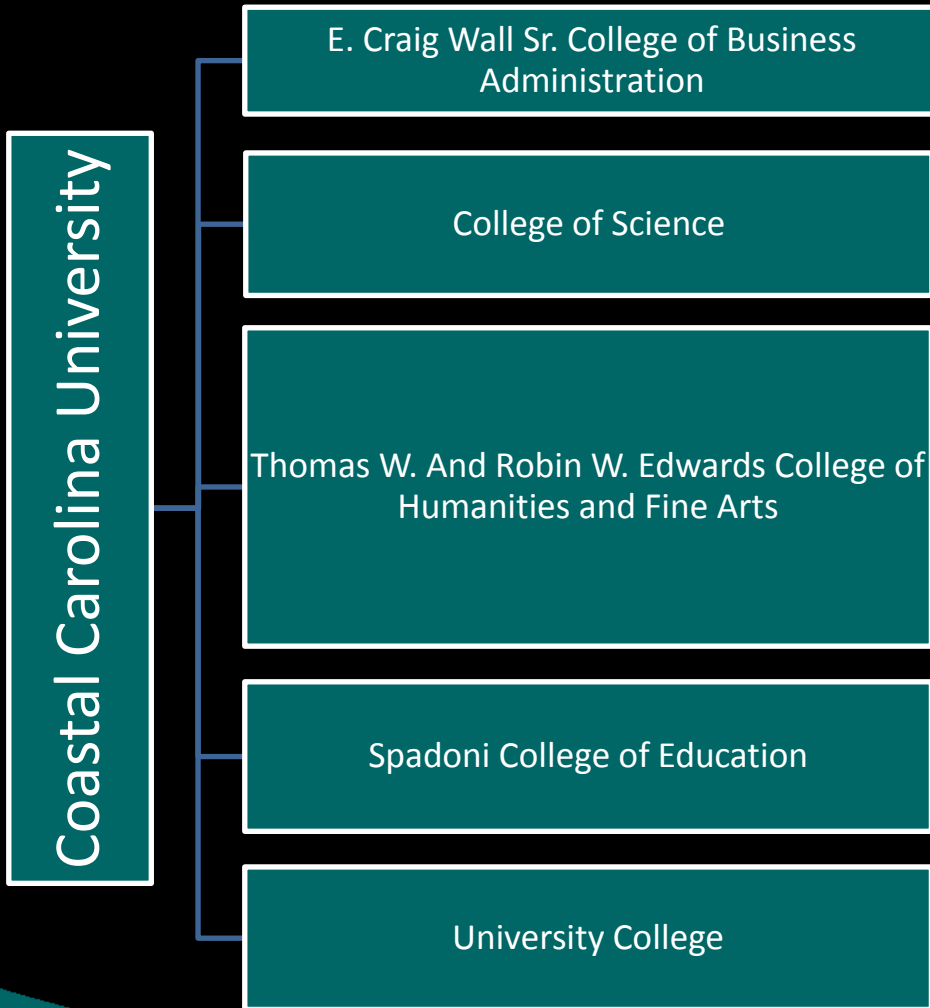 Coastal Carolina University
E. Craig Wall Sr. College of Business
Administration
College of Science
Thomas W. And Robin W. Edwards College of
Humanities and Fine Arts
Spadoni College of Education
University College